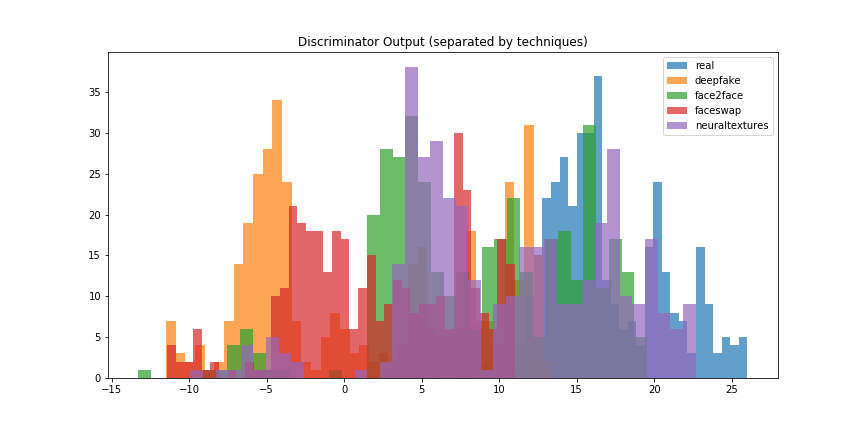 Discriminator Output (separated by techniques)
real
deepfake
face2face
faceswap
neuraltextures
35
30
25
20
15
10
5
0
−15
−10
−5
0
5
10
15
20
25